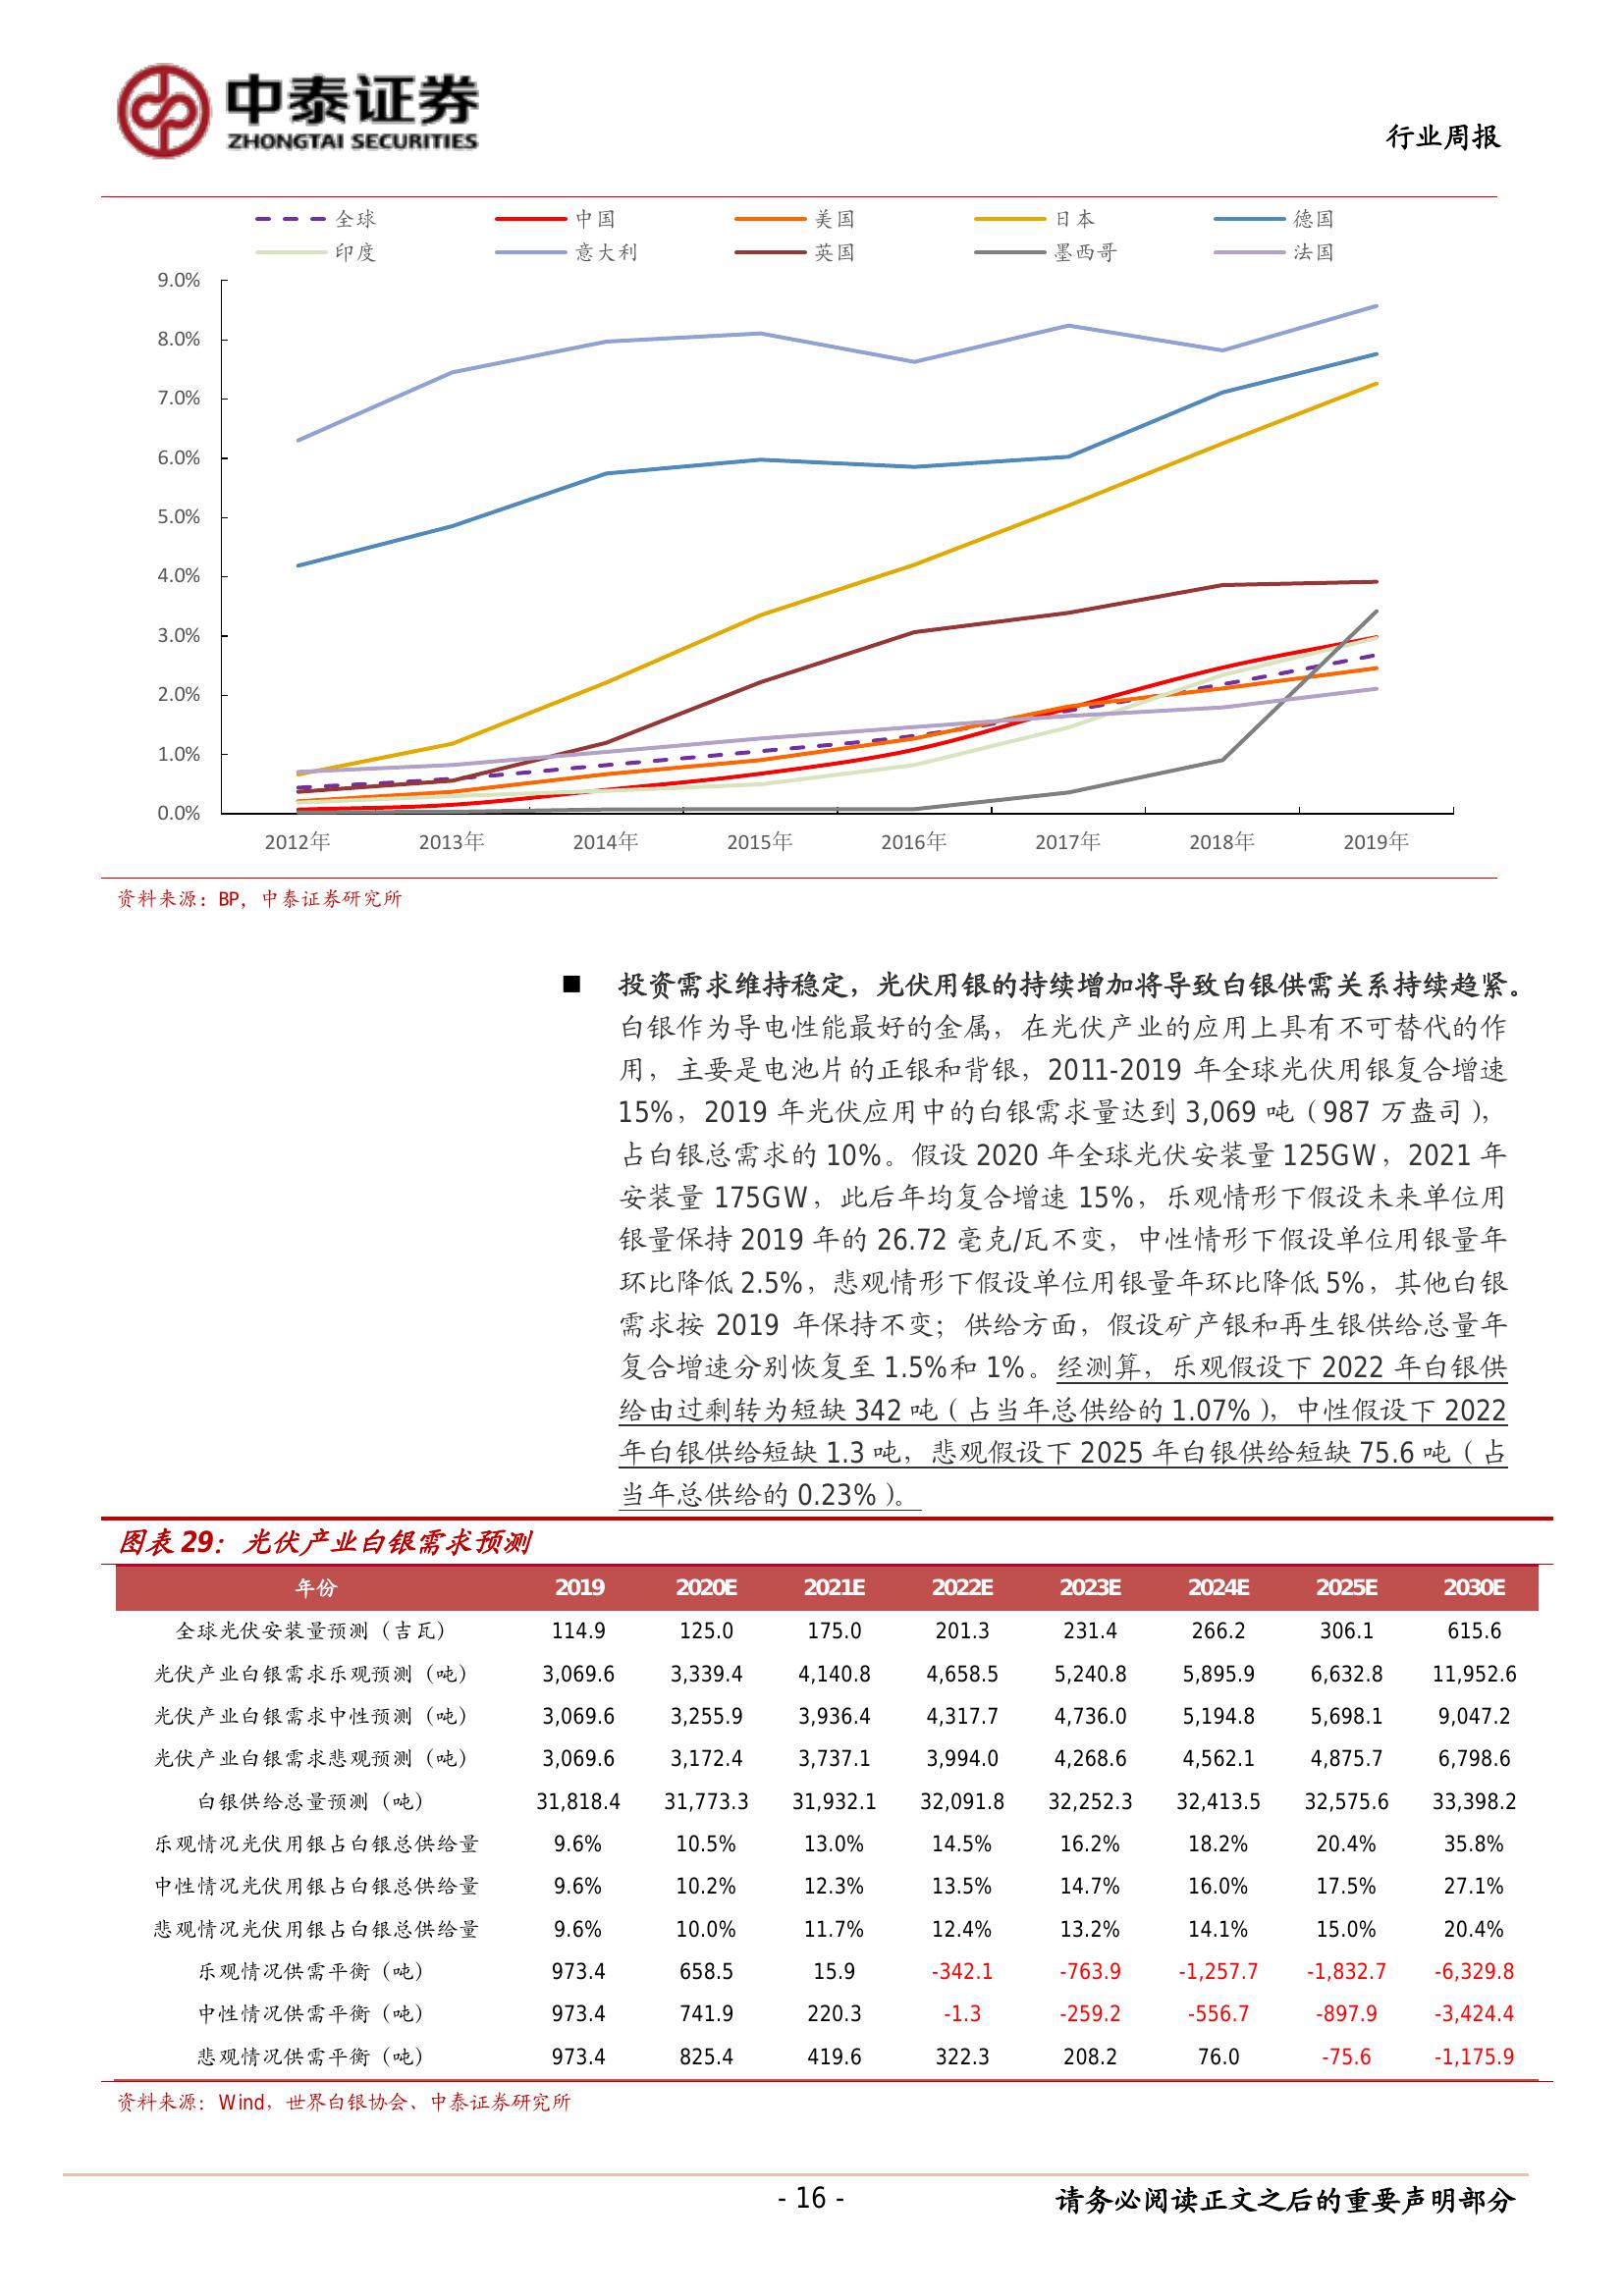 中泰证券
ZHONGTAI SECURITIES
行业周报
全球 中国 美国 日本 德国
印度 意大利 英国 墨西哥 法国
9.0%
8.0%
7.0%
6.0%
5.0%
4.0%
3.0%
2.0%
1.0%
0.0%
2012年 2013年 2014年 2015年 2016年 2017年 2018年 2019年
资料来源：BP，中泰证券研究所
■ 投资需求维持稳定，光伏用银的持续增加将导致白银供需关系持续趋紧。
白银作为导电性能最好的金属，在光伏产业的应用上具有不可替代的作
用，主要是电池片的正银和背银，2011-2019 年全球光伏用银复合增速
15%，2019 年光伏应用中的白银需求量达到 3,069 吨（987 万盎司），
占白银总需求的 10%。假设 2020 年全球光伏安装量 125GW，2021 年
安装量 175GW，此后年均复合增速 15%，乐观情形下假设未来单位用
银量保持 2019 年的 26.72 毫克/瓦不变，中性情形下假设单位用银量年
环比降低 2.5%，悲观情形下假设单位用银量年环比降低 5%，其他白银
需求按 2019 年保持不变；供给方面，假设矿产银和再生银供给总量年
复合增速分别恢复至 1.5%和 1%。经测算，乐观假设下 2022 年白银供
给由过剩转为短缺 342 吨（占当年总供给的 1.07%），中性假设下 2022
年白银供给短缺 1.3 吨，悲观假设下 2025 年白银供给短缺 75.6 吨（占
当年总供给的 0.23%）。
图表 29：光伏产业白银需求预测
年份 2019 2020E 2021E 2022E 2023E 2024E 2025E 2030E
全球光伏安装量预测（吉瓦） 114.9 125.0 175.0 201.3 231.4 266.2 306.1 615.6
光伏产业白银需求乐观预测（吨） 3,069.6 3,339.4 4,140.8 4,658.5 5,240.8 5,895.9 6,632.8 11,952.6
光伏产业白银需求中性预测（吨） 3,069.6 3,255.9 3,936.4 4,317.7 4,736.0 5,194.8 5,698.1 9,047.2
光伏产业白银需求悲观预测（吨） 3,069.6 3,172.4 3,737.1 3,994.0 4,268.6 4,562.1 4,875.7 6,798.6
白银供给总量预测（吨） 31,818.4 31,773.3 31,932.1 32,091.8 32,252.3 32,413.5 32,575.6 33,398.2
乐观情况光伏用银占白银总供给量 9.6% 10.5% 13.0% 14.5% 16.2% 18.2% 20.4% 35.8%
中性情况光伏用银占白银总供给量 9.6% 10.2% 12.3% 13.5% 14.7% 16.0% 17.5% 27.1%
悲观情况光伏用银占白银总供给量 9.6% 10.0% 11.7% 12.4% 13.2% 14.1% 15.0% 20.4%
乐观情况供需平衡（吨） 973.4 658.5 15.9 -342.1 -763.9 -1,257.7 -1,832.7 -6,329.8
中性情况供需平衡（吨） 973.4 741.9 220.3 -1.3 -259.2 -556.7 -897.9 -3,424.4
悲观情况供需平衡（吨） 973.4 825.4 419.6 322.3 208.2 76.0 -75.6 -1,175.9
资料来源：Wind，世界白银协会、中泰证券研究所
- 16 - 请务必阅读正文之后的重要声明部分